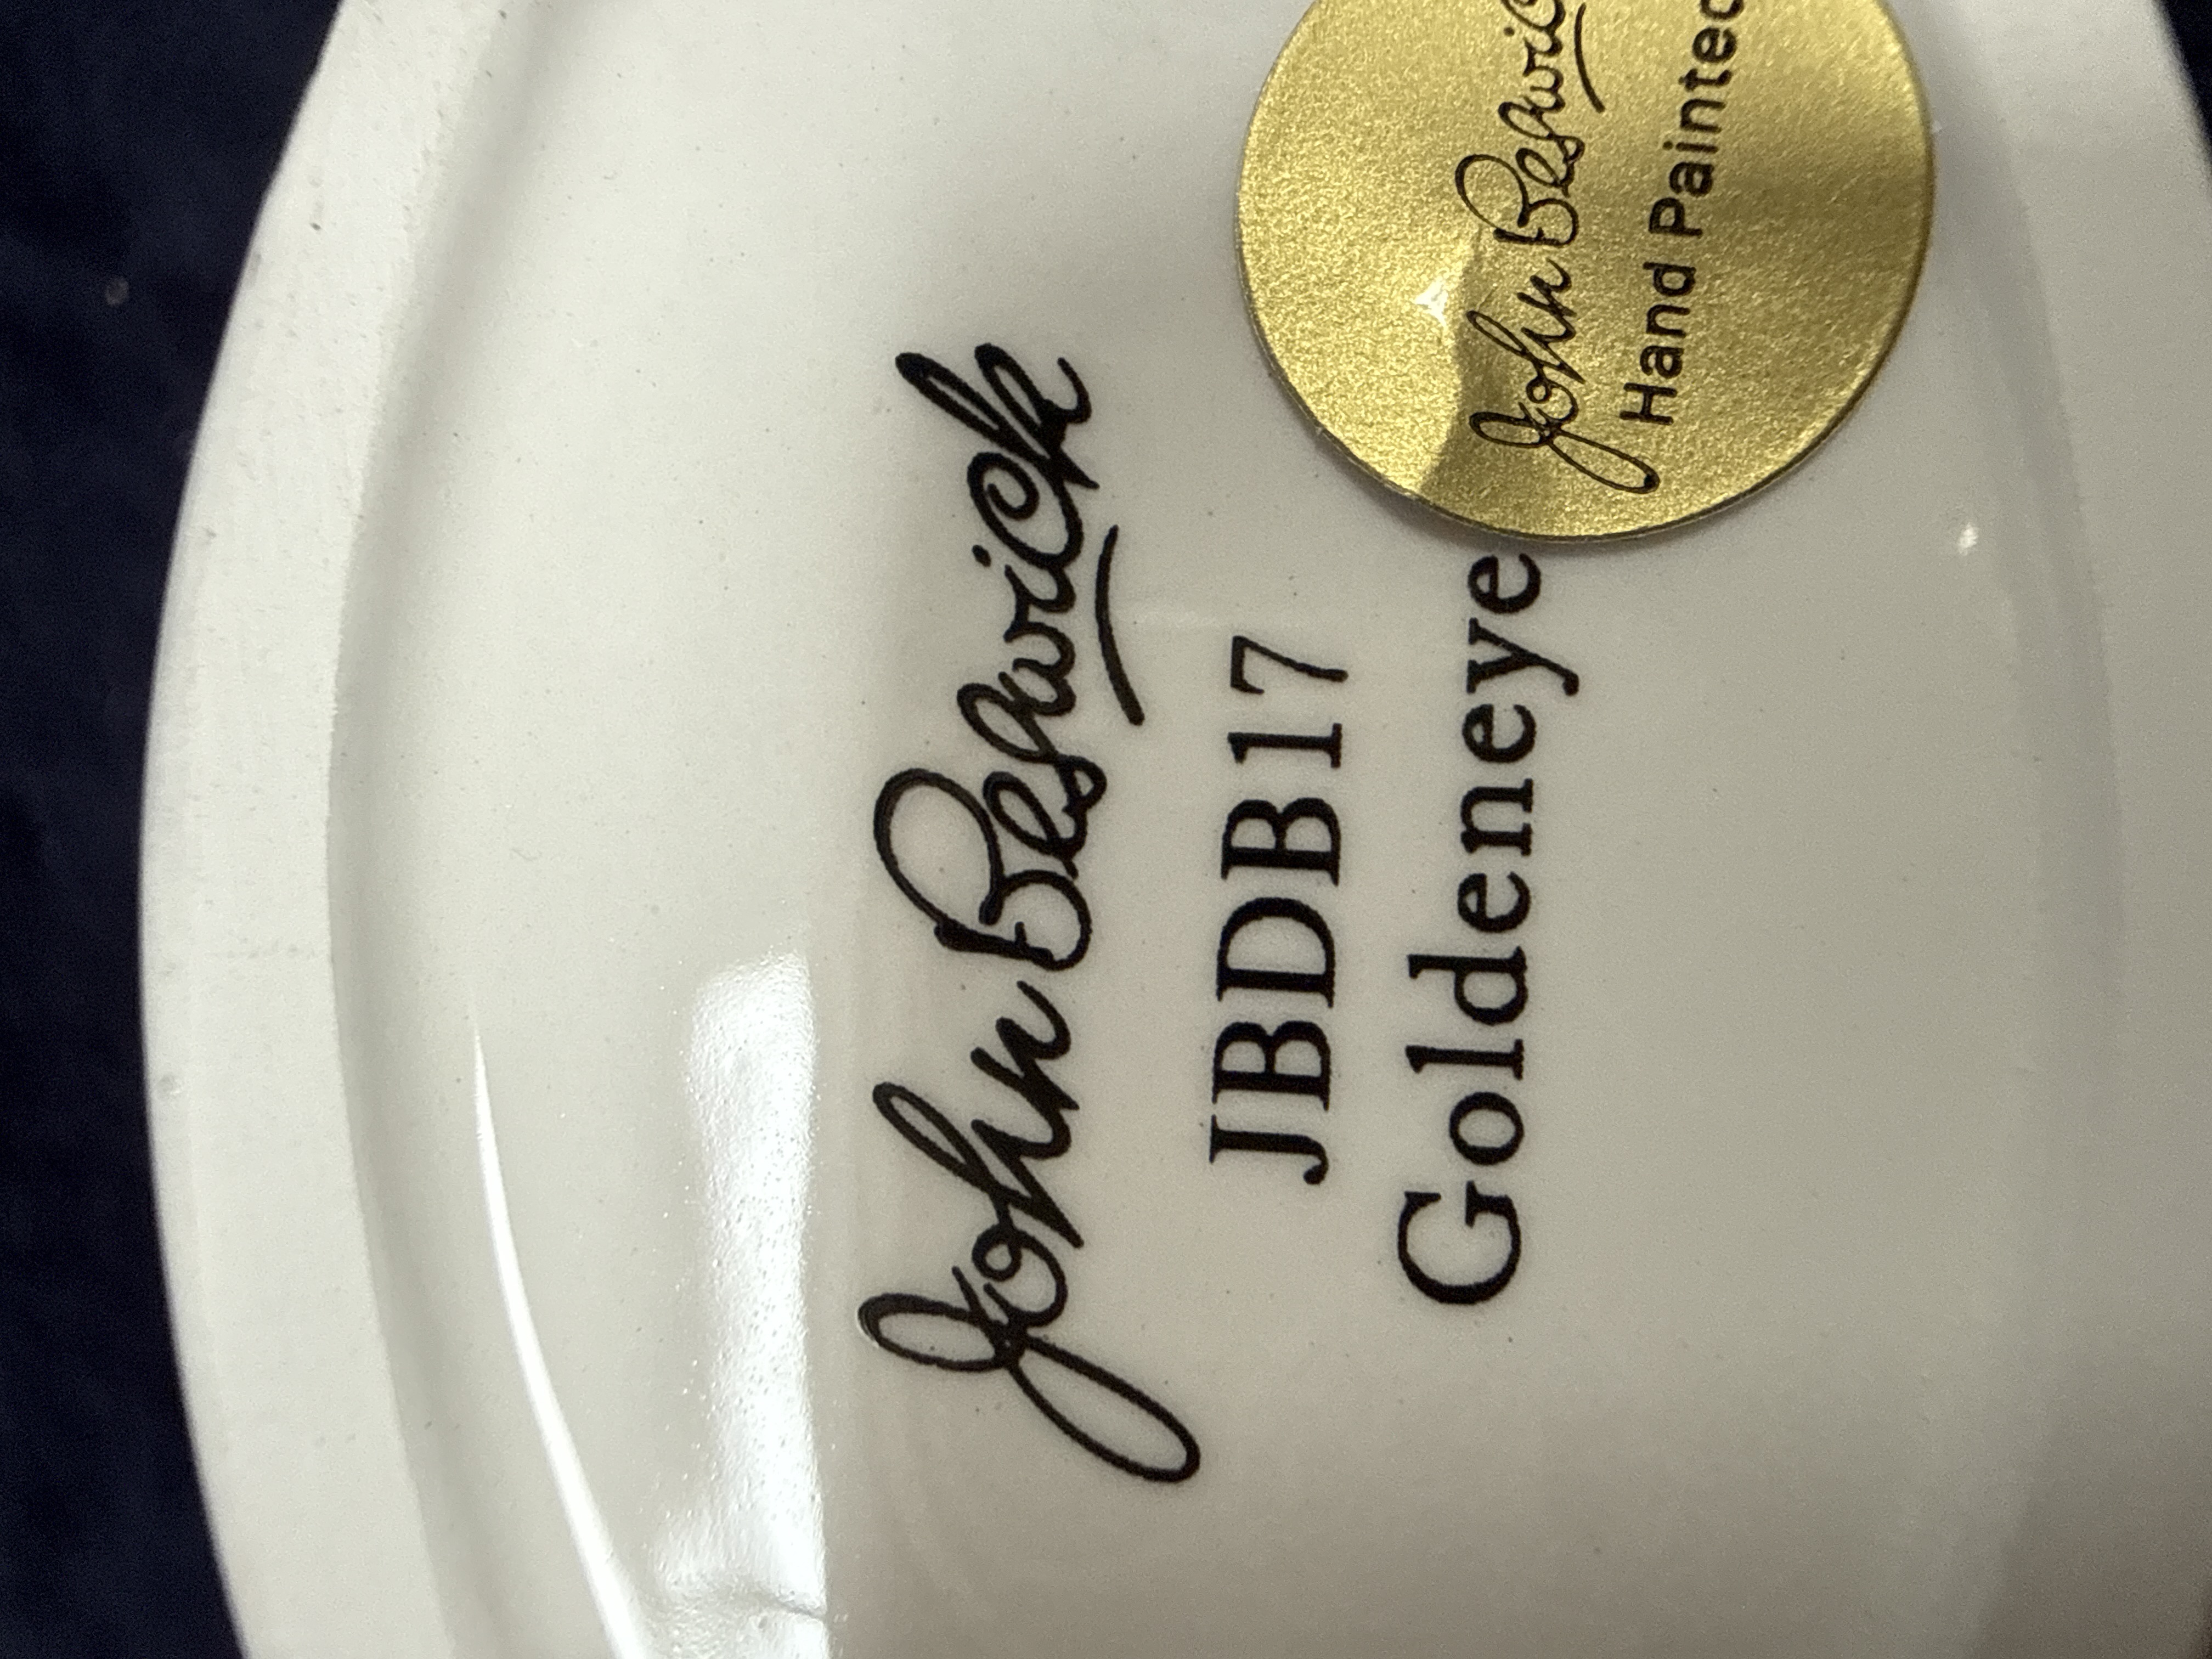 John Beswick
JBDB17
Goldeneye
John Beswick
Hand Painted